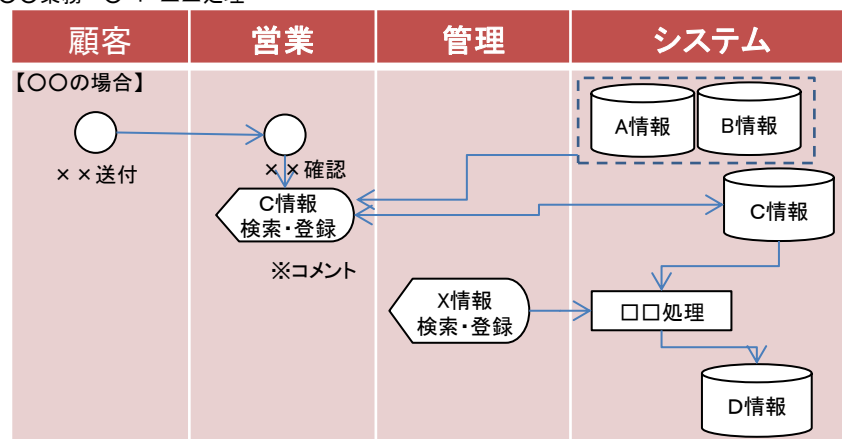 顧客
営業
管理
システム
【〇〇の場合】
××送付
××確認
A情報
B情報
C情報
検索・登録
C情報
※コメント
X情報
検索・登録
□□処理
D情報